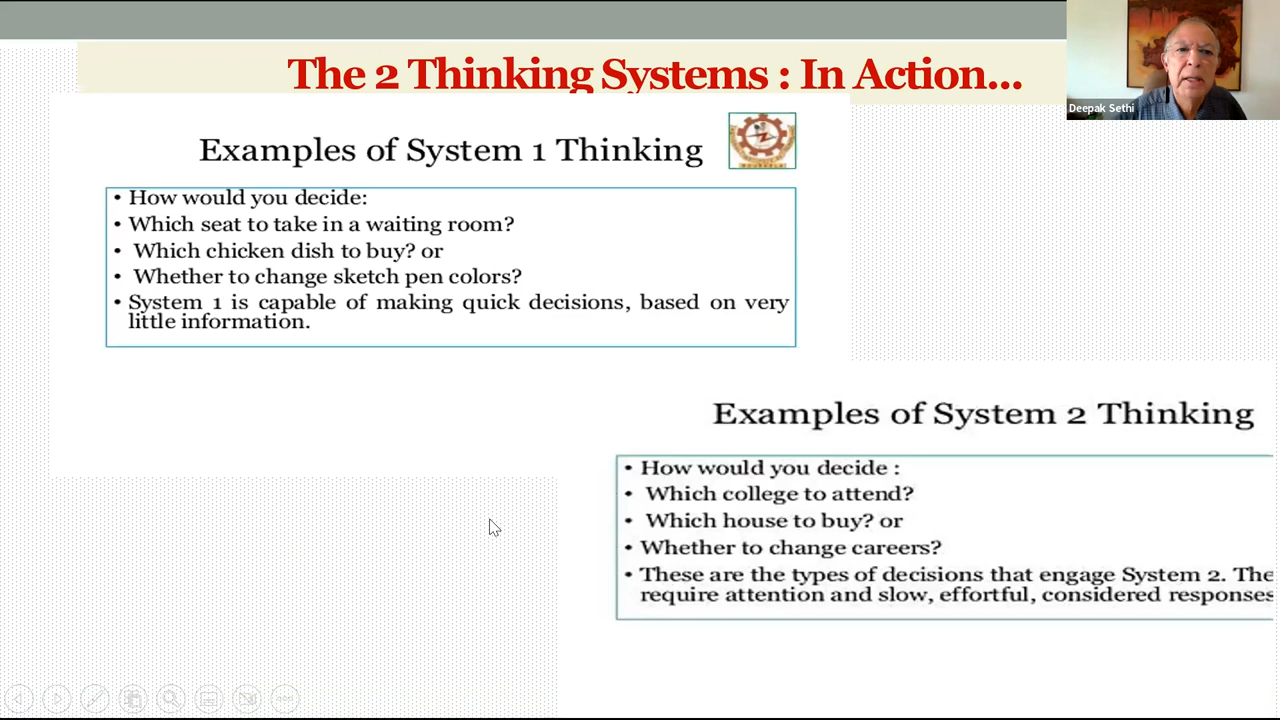 The 2 Thinking Systems : In Action...
Deepak Sethi
Examples of System 1 Thinking
• How would you decide:
• Which seat to take in a waiting room?
• Which chicken dish to buy? or
• Whether to change sketch pen colors?
• System 1 is capable of making quick decisions, based on very
little information.
Examples of System 2 Thinking
• How would you decide :
• Which college to attend?
• Which house to buy? or
• Whether to change careers?
• These are the types of decisions that engage System 2. The
require attention and slow, effortful, considered responses